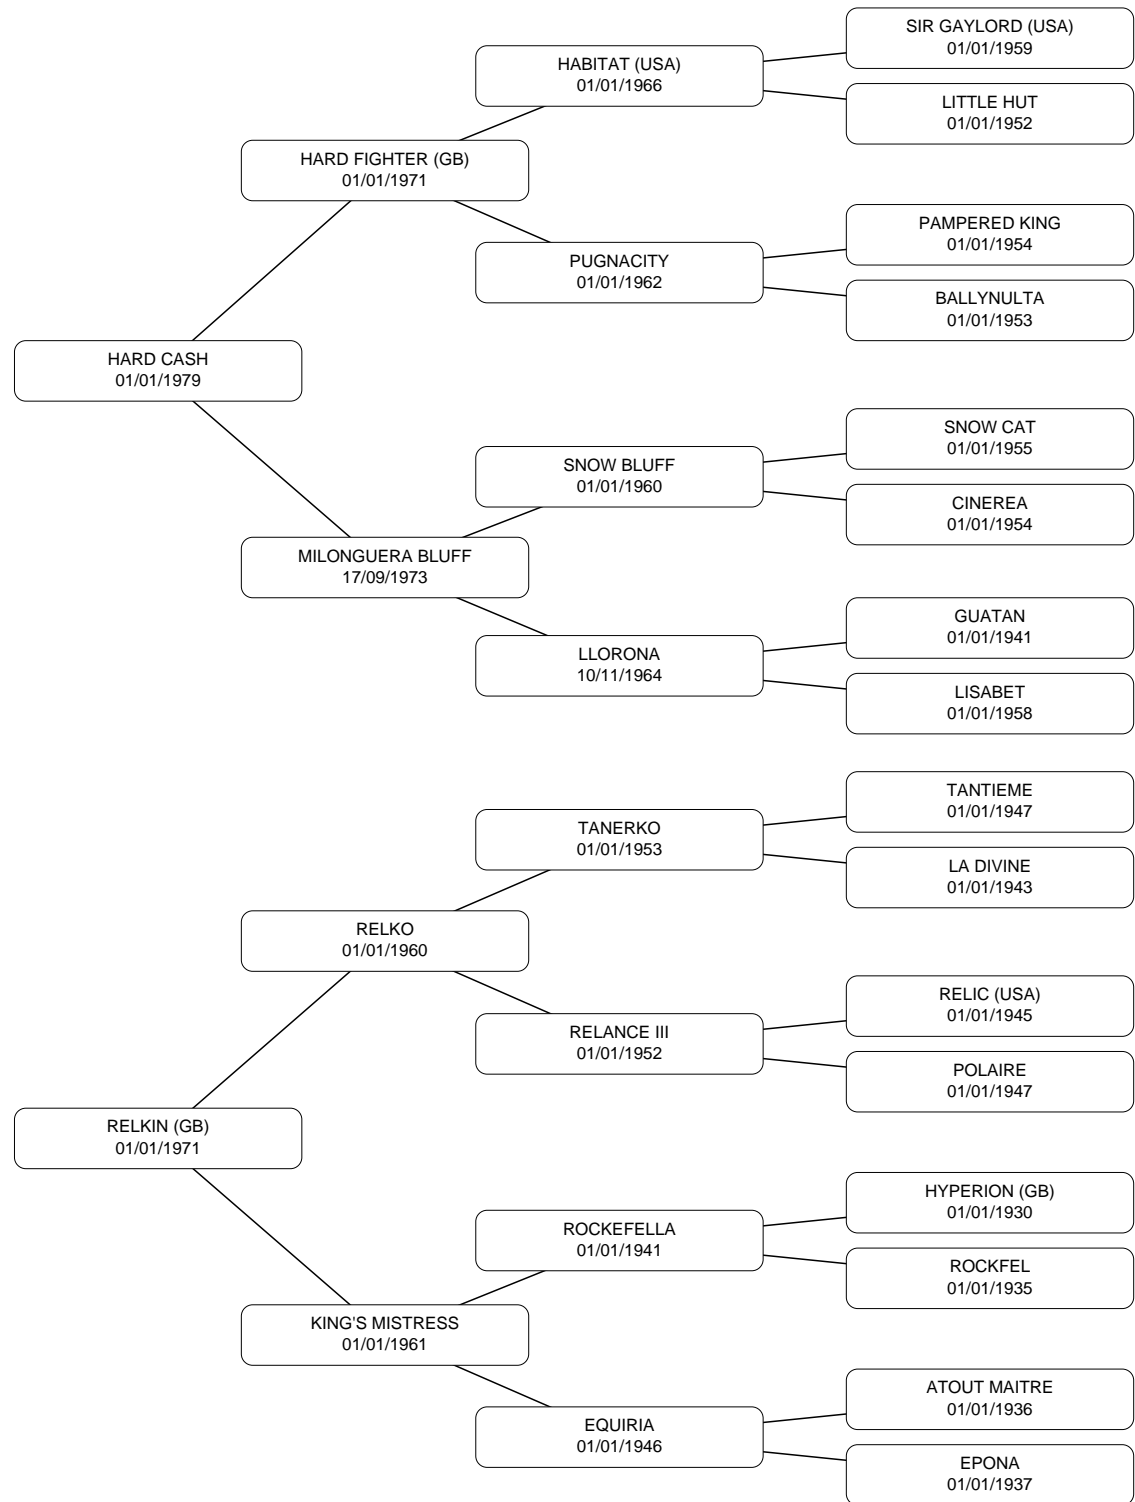 SIR GAYLORD (USA)
01/01/1959
HABITAT (USA)
01/01/1966
LITTLE HUT
01/01/1952
HARD FIGHTER (GB)
01/01/1971
PAMPERED KING
01/01/1954
PUGNACITY
01/01/1962
BALLYNULTA
01/01/1953
HARD CASH
01/01/1979
SNOW CAT
01/01/1955
SNOW BLUFF
01/01/1960
CINEREA
01/01/1954
MILONGUERA BLUFF
17/09/1973
GUATAN
01/01/1941
LLORONA
10/11/1964
LISABET
01/01/1958
TANTIEME
01/01/1947
TANERKO
01/01/1953
LA DIVINE
01/01/1943
RELKO
01/01/1960
RELIC (USA)
01/01/1945
RELANCE III
01/01/1952
POLAIRE
01/01/1947
RELKIN (GB)
01/01/1971
HYPERION (GB)
01/01/1930
ROCKEFELLA
01/01/1941
ROCKFEL
01/01/1935
KING'S MISTRESS
01/01/1961
ATOUT MAITRE
01/01/1936
EQUIRIA
01/01/1946
EPONA
01/01/1937